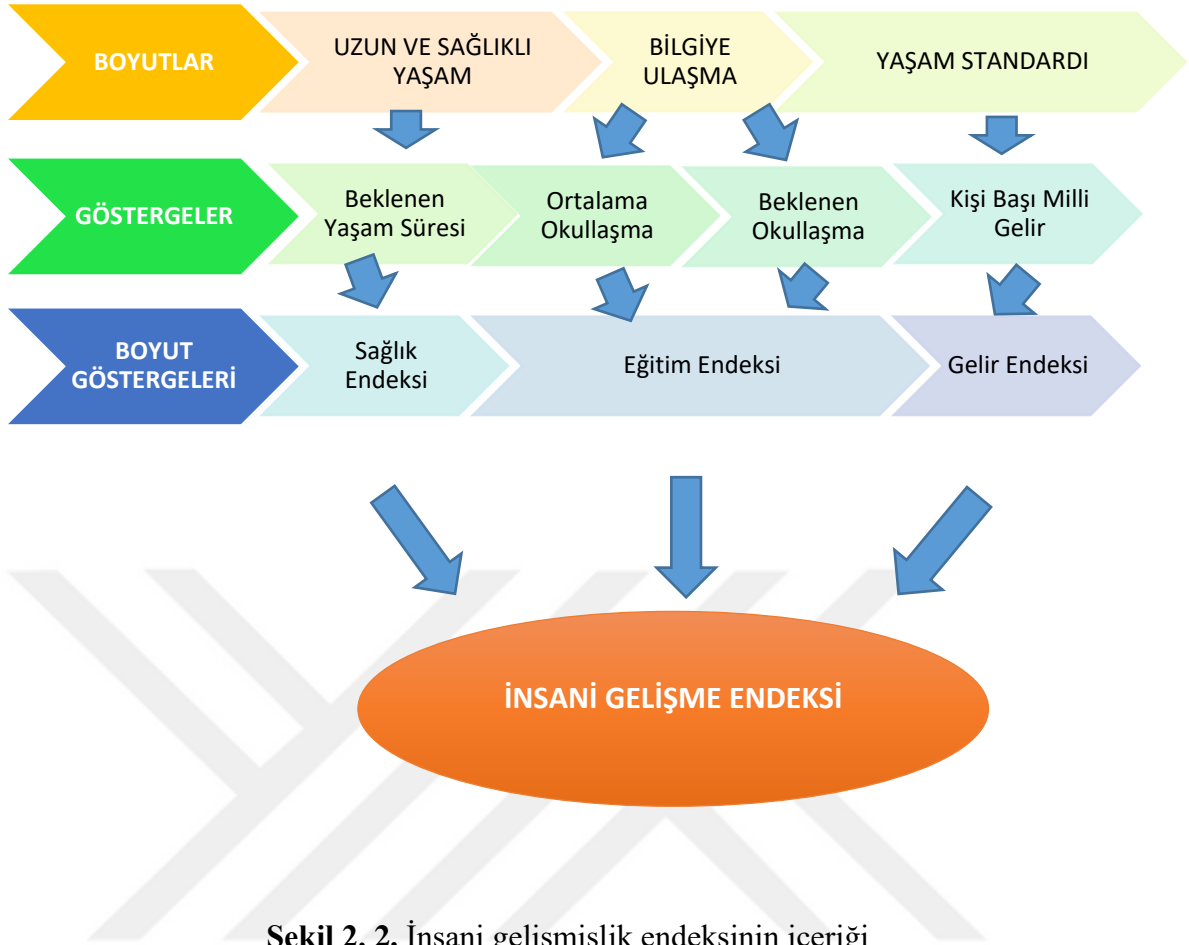 BOYUTLAR
UZUN VE SAĞLIKLI
YAŞAM
BİLGİYE
ULAŞMA
YAŞAM STANDARDI
GÖSTERGELER
Beklenen
Yaşam Süresi
Ortalama
Okullaşma
Beklenen
Okullaşma
Kişi Başı Milli
Gelir
BOYUT
GÖSTERGELERİ
Sağlık
Endeksi
Eğitim Endeksi
Gelir Endeksi
İNSANİ GELİŞME ENDEKSİ
Şekil 2. 2. İnsani gelişmişlik endeksinin içeriği